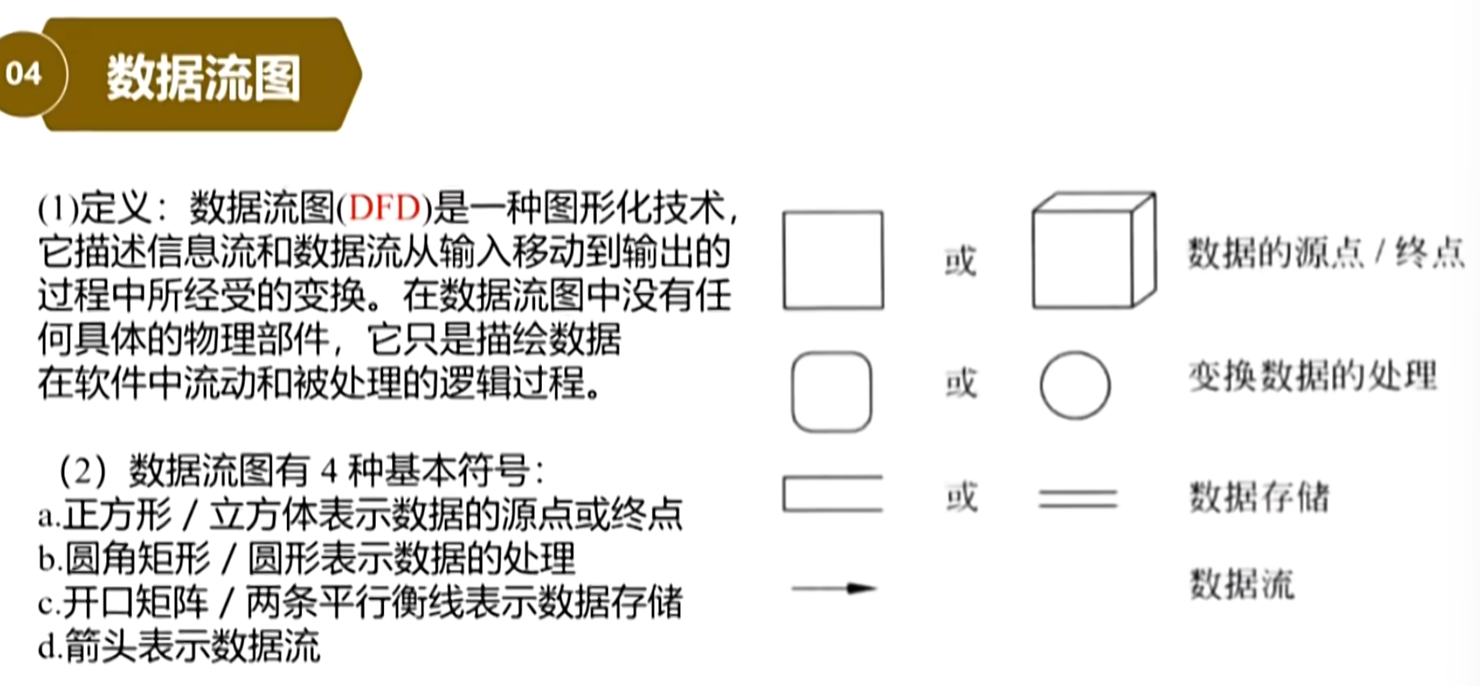 04
数据流图
(1)定义：数据流图(DFD)是一种图形化技术，
它描述信息流和数据流从输入移动到输出的
过程中所经受的变换。在数据流图中没有任
何具体的物理部件，它只是描绘数据
在软件中流动和被处理的逻辑过程。
（2）数据流图有 4 种基本符号：
a.正方形 / 立方体表示数据的源点或终点
b.圆角矩形 / 圆形表示数据的处理
c.开口矩阵 / 两条平行衡线表示数据存储
d.箭头表示数据流
或 数据的源点 / 终点
或 变换数据的处理
或 数据存储
数据流